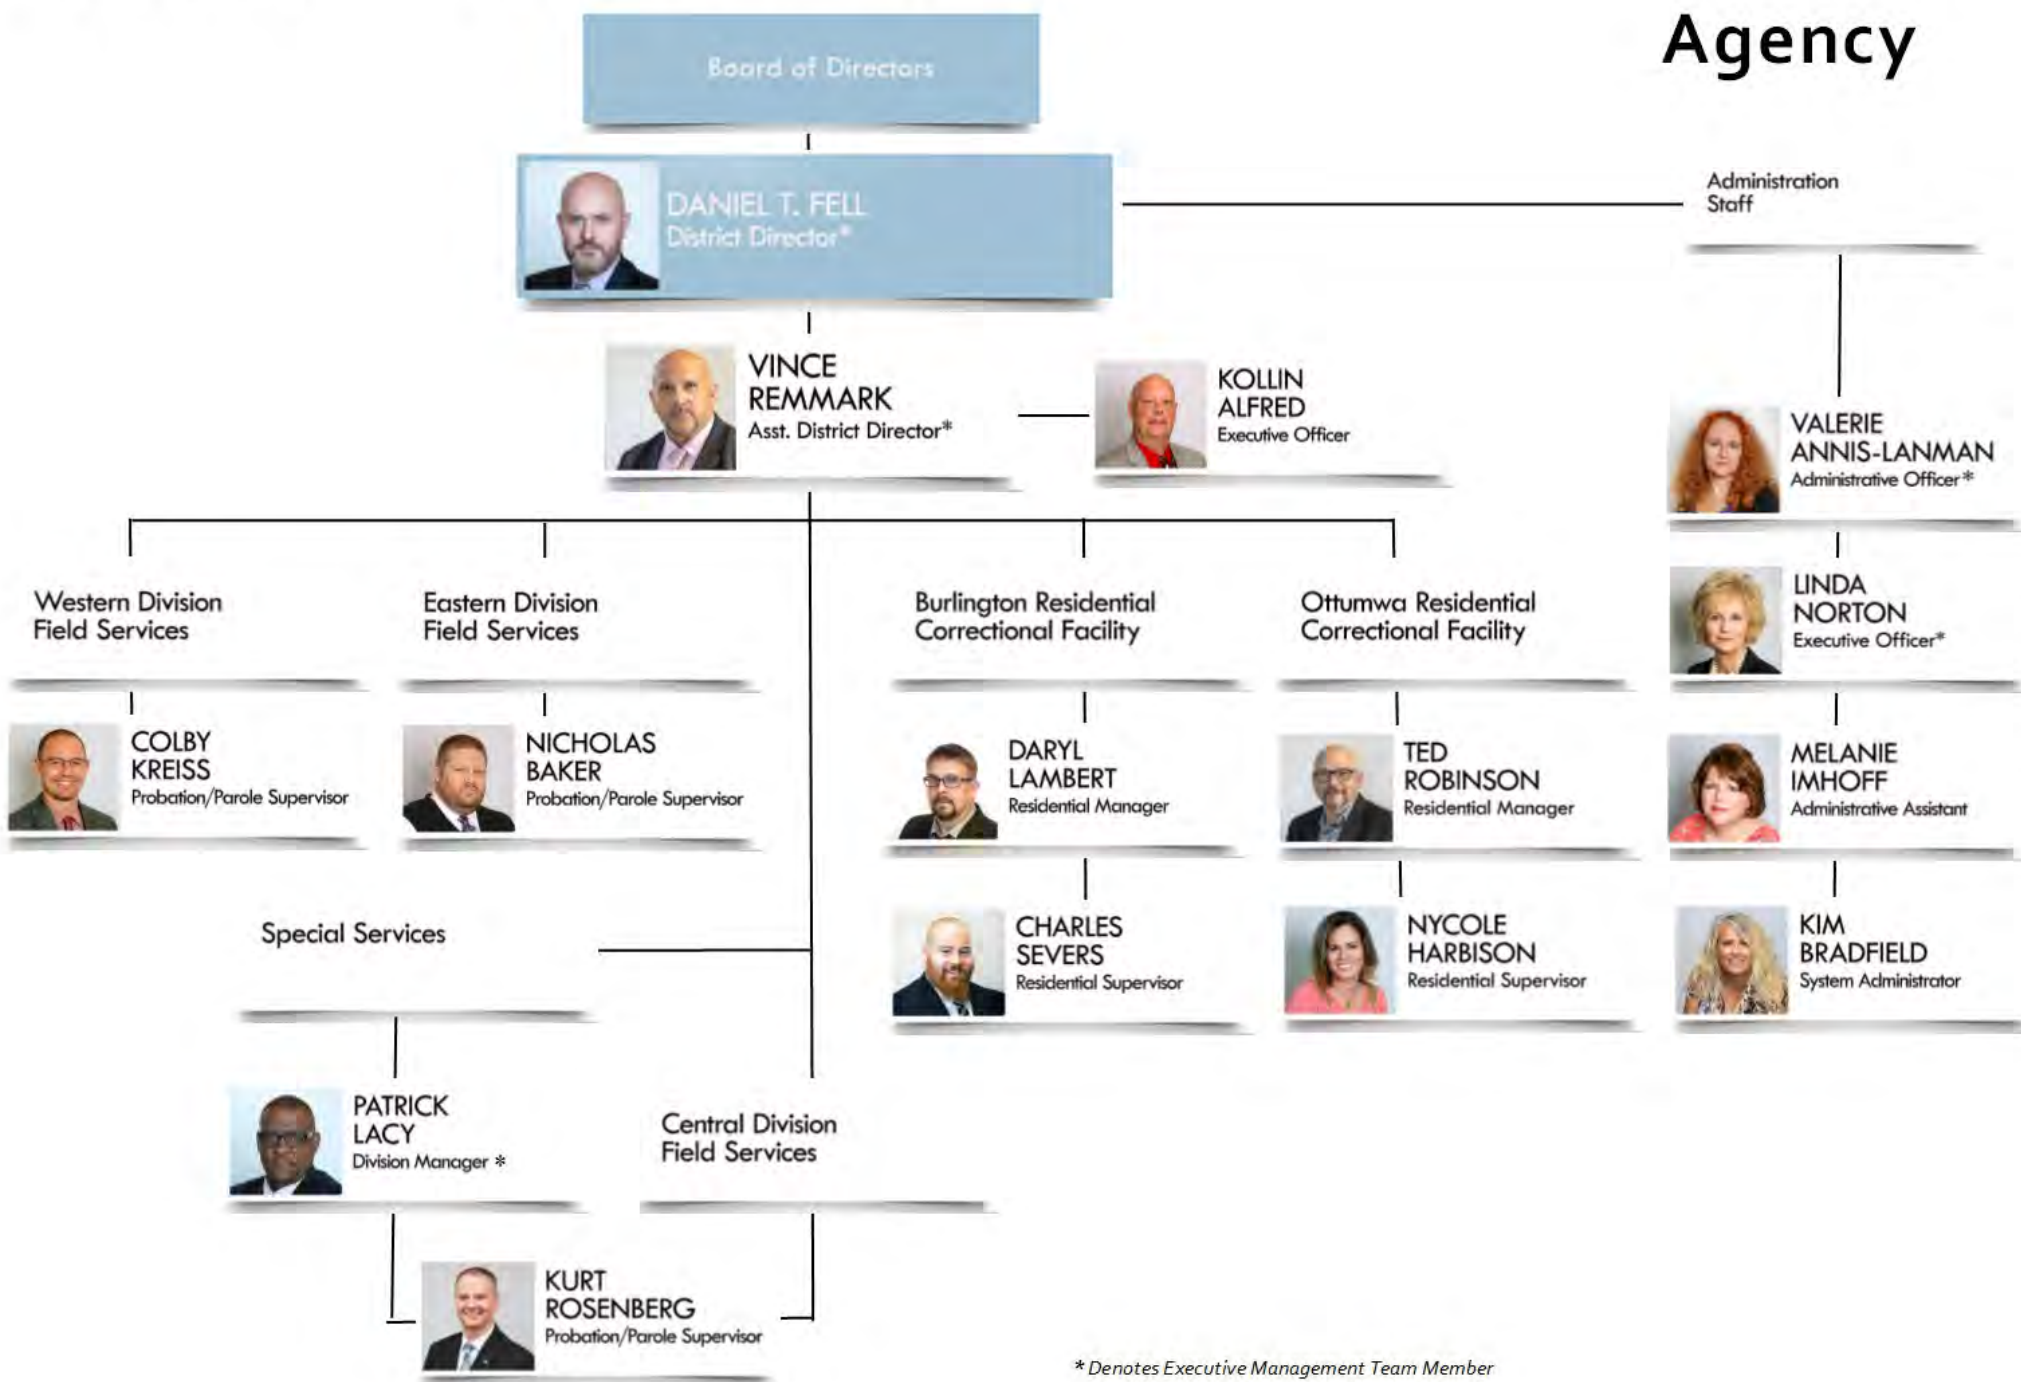 Agency
Board of Directors
DANIEL T. FELL
District Director*
Administration
Staff
VINCE
REMMARK
Asst. District Director*
KOLLIN
ALFRED
Executive Officer
VALERIE
ANNIS-LANMAN
Administrative Officer*
Western Division
Field Services
Eastern Division
Field Services
Burlington Residential
Correctional Facility
Ottumwa Residential
Correctional Facility
LINDA
NORTON
Executive Officer*
COLBY
KREISS
Probation/Parole Supervisor
NICHOLAS
BAKER
Probation/Parole Supervisor
DARYL
LAMBERT
Residential Manager
TED
ROBINSON
Residential Manager
MELANIE
IMHOFF
Administrative Assistant
Special Services
CHARLES
SEVERS
Residential Supervisor
NYCOLE
HARBISON
Residential Supervisor
KIM
BRADFIELD
System Administrator
PATRICK
LACY
Division Manager *
Central Division
Field Services
KURT
ROSENBERG
Probation/Parole Supervisor
* Denotes Executive Management Team Member